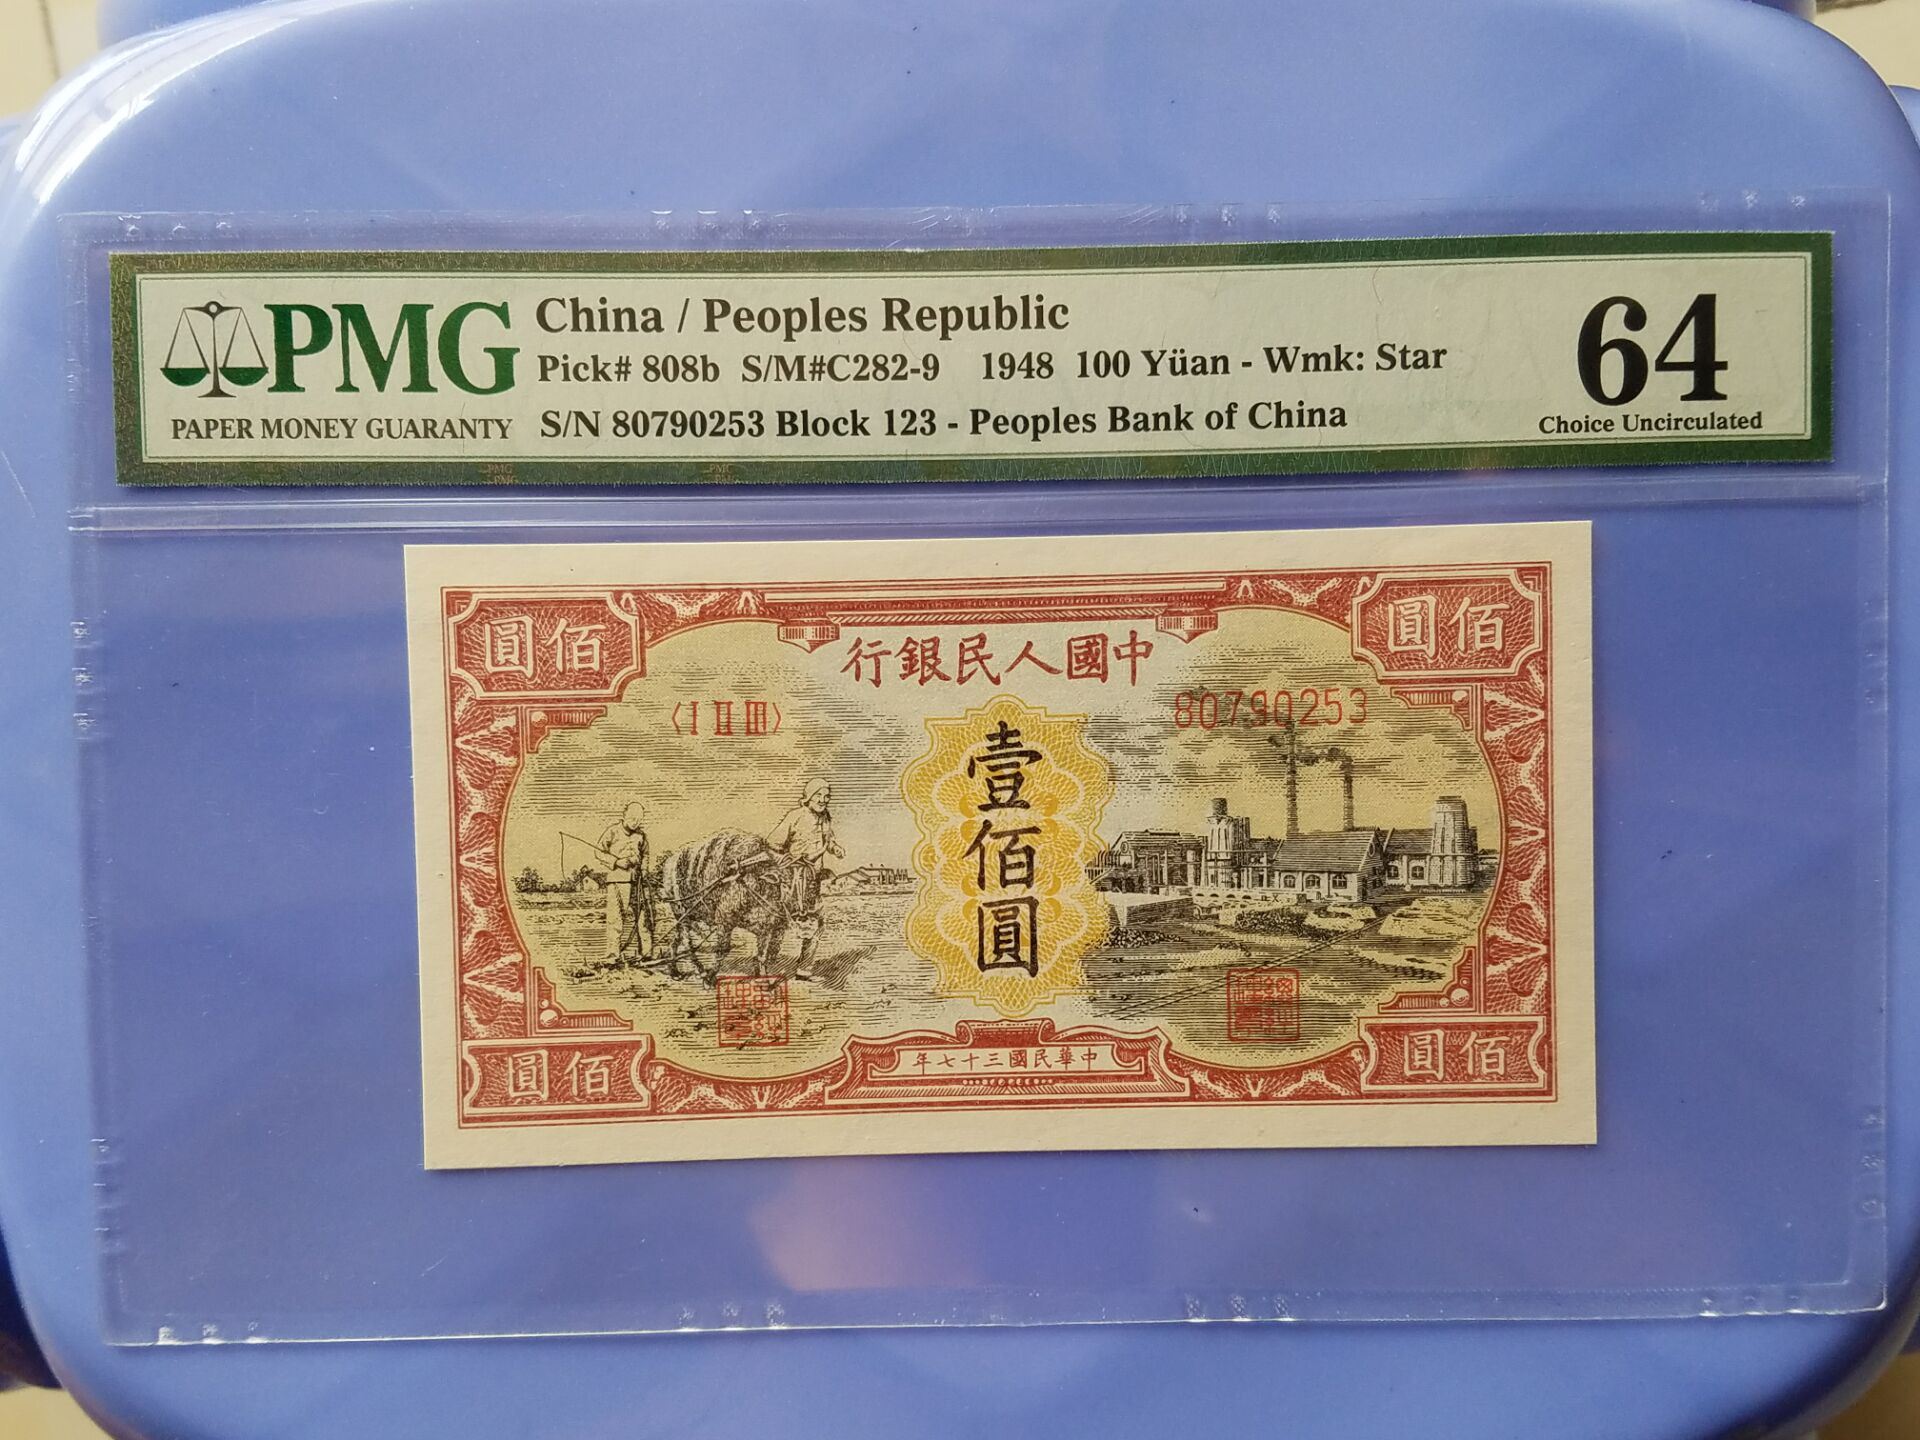 PMG
PAPER MONEY GUARANTY
China / Peoples Republic
Pick# 808b S/M#C282-9 1948 100 Yüan - Wmk: Star
S/N 80790253 Block 123 - Peoples Bank of China
64
Choice Uncirculated
圓佰
行銀民人國中
圓佰
〈I II III〉
80790253
壹佰圓
圓佰
年七十三國民華中
圓佰